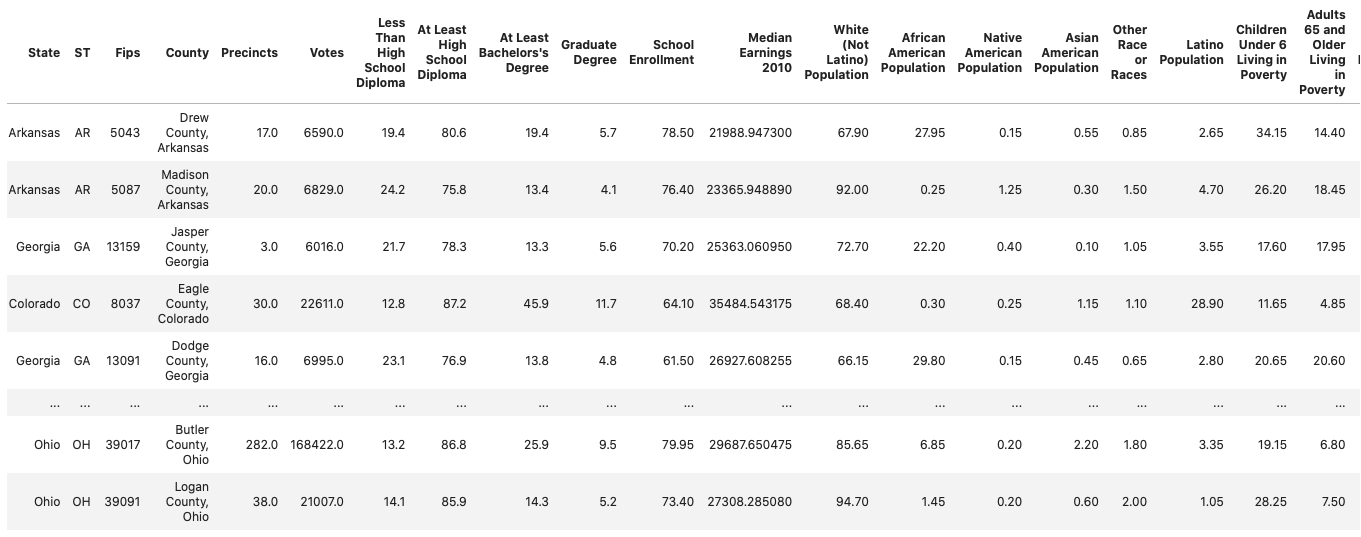 State ST Fips County Precincts Votes Less Than High School Diploma At Least High School Diploma At Least Bachelors's Degree Graduate Degree School Enrollment Median Earnings 2010 White (Not Latino) Population African American Population Native American Population Asian American Population Other Race or Races Latino Population Children Under 6 Living in Poverty Adults 65 and Older Living in Poverty
Arkansas AR 5043 Drew County, Arkansas 17.0 6590.0 19.4 80.6 19.4 5.7 78.50 21988.947300 67.90 27.95 0.15 0.55 0.85 2.65 34.15 14.40
Arkansas AR 5087 Madison County, Arkansas 20.0 6829.0 24.2 75.8 13.4 4.1 76.40 23365.948890 92.00 0.25 1.25 0.30 1.50 4.70 26.20 18.45
Georgia GA 13159 Jasper County, Georgia 3.0 6016.0 21.7 78.3 13.3 5.6 70.20 25363.060950 72.70 22.20 0.40 0.10 1.05 3.55 17.60 17.95
Colorado CO 8037 Eagle County, Colorado 30.0 22611.0 12.8 87.2 45.9 11.7 64.10 35484.543175 68.40 0.30 0.25 1.15 1.10 28.90 11.65 4.85
Georgia GA 13091 Dodge County, Georgia 16.0 6995.0 23.1 76.9 13.8 4.8 61.50 26927.608255 66.15 29.80 0.15 0.45 0.65 2.80 20.65 20.60
... ... ... ... ... ... ... ... ... ... ... ... ... ... ... ... ... ... ... ...
Ohio OH 39017 Butler County, Ohio 282.0 168422.0 13.2 86.8 25.9 9.5 79.95 29687.650475 85.65 6.85 0.20 2.20 1.80 3.35 19.15 6.80
Ohio OH 39091 Logan County, Ohio 38.0 21007.0 14.1 85.9 14.3 5.2 73.40 27308.285080 94.70 1.45 0.20 0.60 2.00 1.05 28.25 7.50